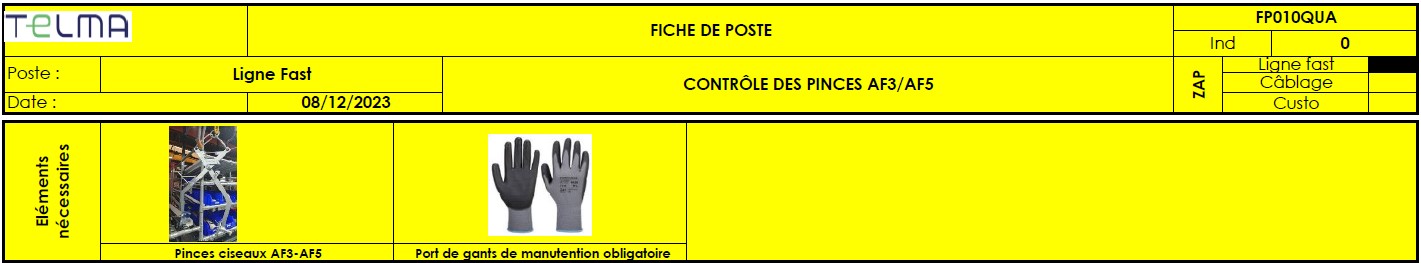 TELMA
FICHE DE POSTE
FP010QUA
Ind 0
Poste : Ligne Fast
CONTRÔLE DES PINCES AF3/AF5
ZAP
Ligne fast
Câblage
Custo
Date : 08/12/2023
Eléments
nécessaires
Pinces ciseaux AF3-AF5
Port de gants de manutention obligatoire